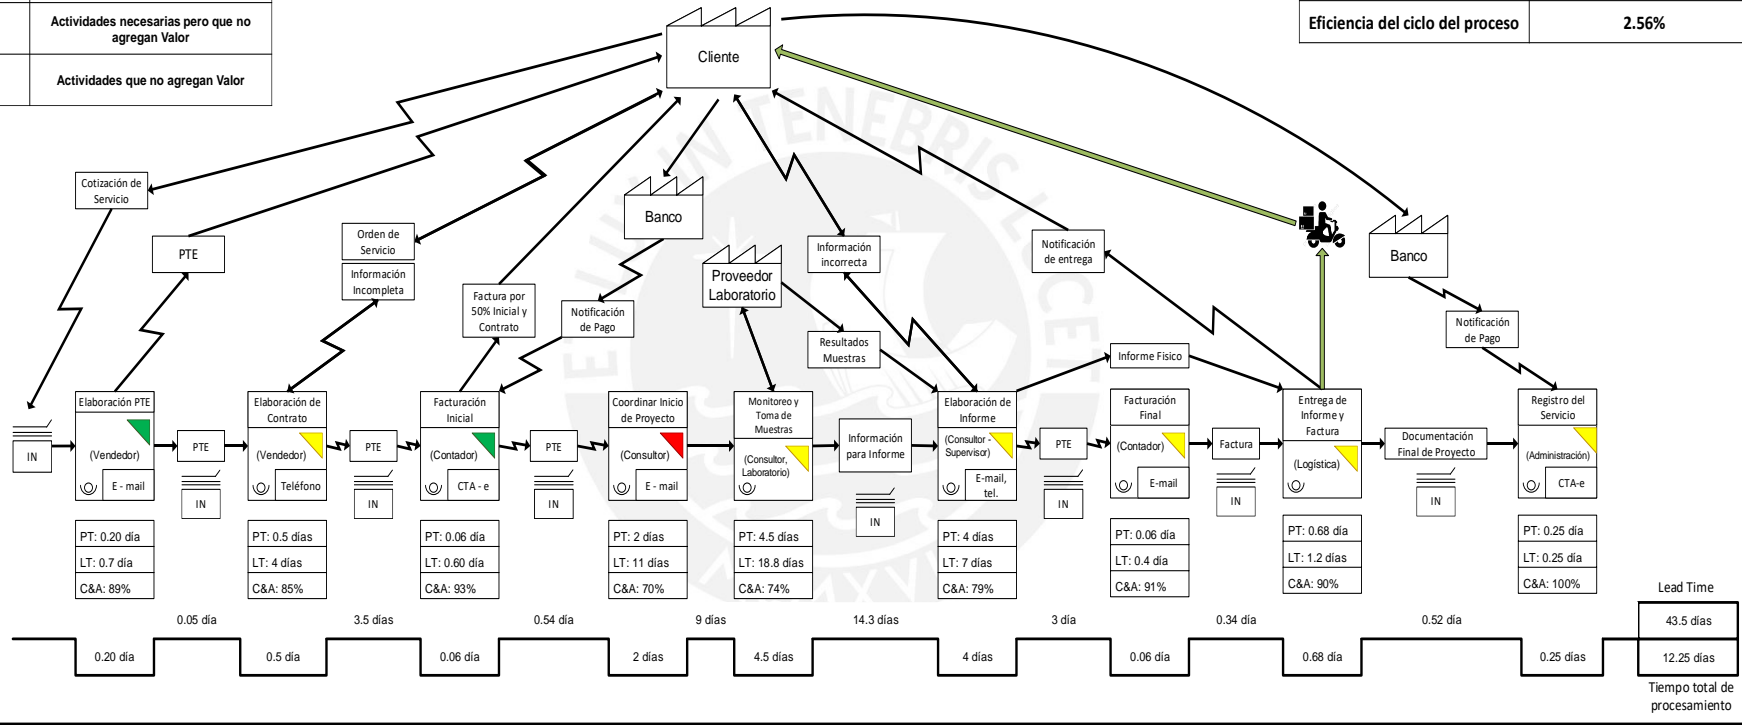 Actividades necesarias pero que no
agregan Valor
Actividades que no agregan Valor
Eficiencia del ciclo del proceso
2.56%
Cliente
Cotización de
Servicio
PTE
Orden de
Servicio
Información
Incompleta
Factura por
50% Inicial y
Contrato
Banco
Notificación
de Pago
Proveedor
Laboratorio
Resultados
Muestras
Información
incorrecta
Notificación
de entrega
Informe Fisico
Banco
Notificación
de Pago
IN
Elaboración PTE
(Vendedor)
E - mail
PTE
IN
Elaboración de
Contrato
(Vendedor)
Teléfono
PTE
IN
Facturación
Inicial
(Contador)
CTA - e
PTE
IN
Coordinar Inicio
de Proyecto
(Consultor)
E - mail
Monitoreo y
Toma de
Muestras
(Consultor,
Laboratorio)
Información
para Informe
IN
Elaboración de
Informe
(Consultor -
Supervisor)
E-mail,
tel.
PTE
IN
Facturación
Final
(Contador)
E-mail
Factura
IN
Entrega de
Informe y
Factura
(Logística)
Documentación
Final de Proyecto
IN
Registro del
Servicio
(Administración)
CTA-e
PT: 0.20 día
LT: 0.7 día
C&A: 89%
PT: 0.5 días
LT: 4 días
C&A: 85%
PT: 0.06 día
LT: 0.60 día
C&A: 93%
PT: 2 días
LT: 11 días
C&A: 70%
PT: 4.5 días
LT: 18.8 días
C&A: 74%
PT: 4 días
LT: 7 días
C&A: 79%
PT: 0.06 día
LT: 0.4 día
C&A: 91%
PT: 0.68 día
LT: 1.2 días
C&A: 90%
PT: 0.25 día
LT: 0.25 día
C&A: 100%
0.05 día
3.5 días
0.54 día
9 días
14.3 días
3 día
0.34 día
0.52 día
0.20 día
0.5 día
0.06 día
2 días
4.5 días
4 días
0.06 día
0.68 día
0.25 días
Lead Time
43.5 días
12.25 días
Tiempo total de
procesamiento